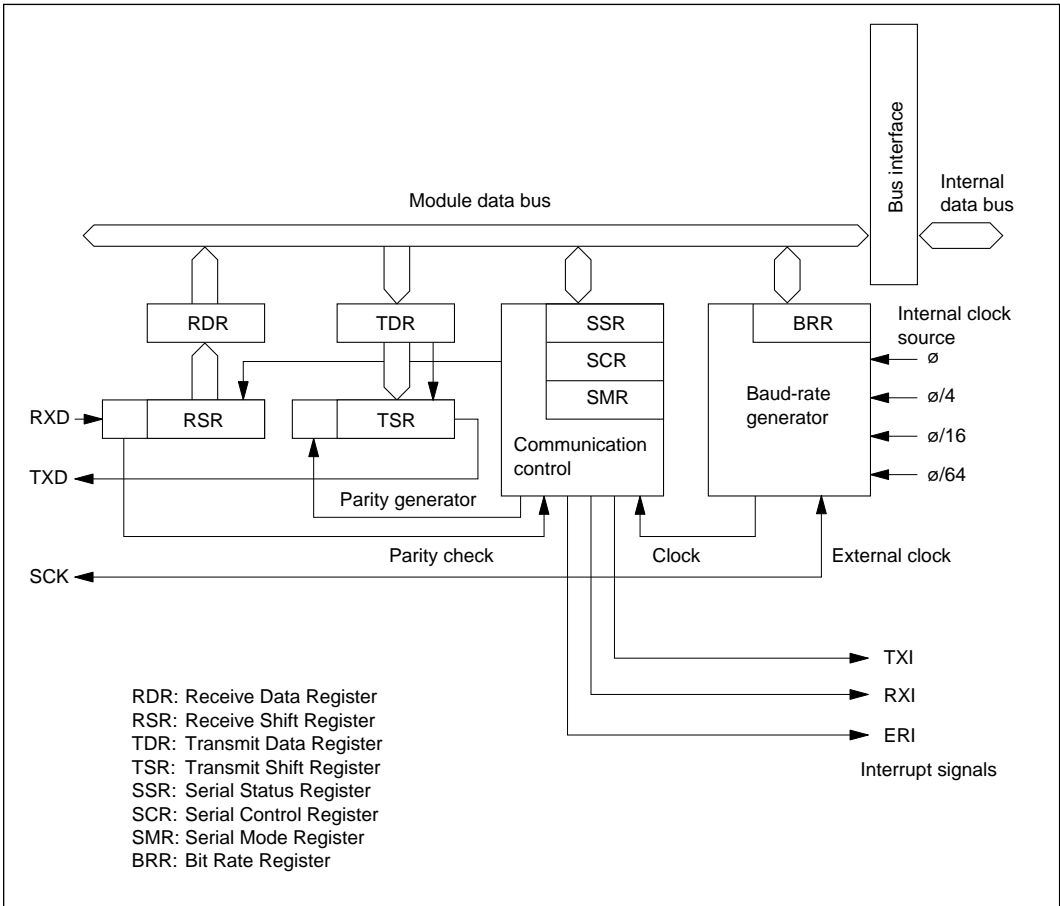 Bus interface
Internal
data bus
Module data bus
RDR
TDR
SSR
SCR
SMR
BRR
Internal clock
source
ø
ø/4
ø/16
ø/64
Baud-rate
generator
RXD
RSR
TSR
Communication
control
TXD
Parity generator
Parity check
Clock
External clock
SCK
TXI
RXI
ERI
Interrupt signals
RDR: Receive Data Register
RSR: Receive Shift Register
TDR: Transmit Data Register
TSR: Transmit Shift Register
SSR: Serial Status Register
SCR: Serial Control Register
SMR: Serial Mode Register
BRR: Bit Rate Register